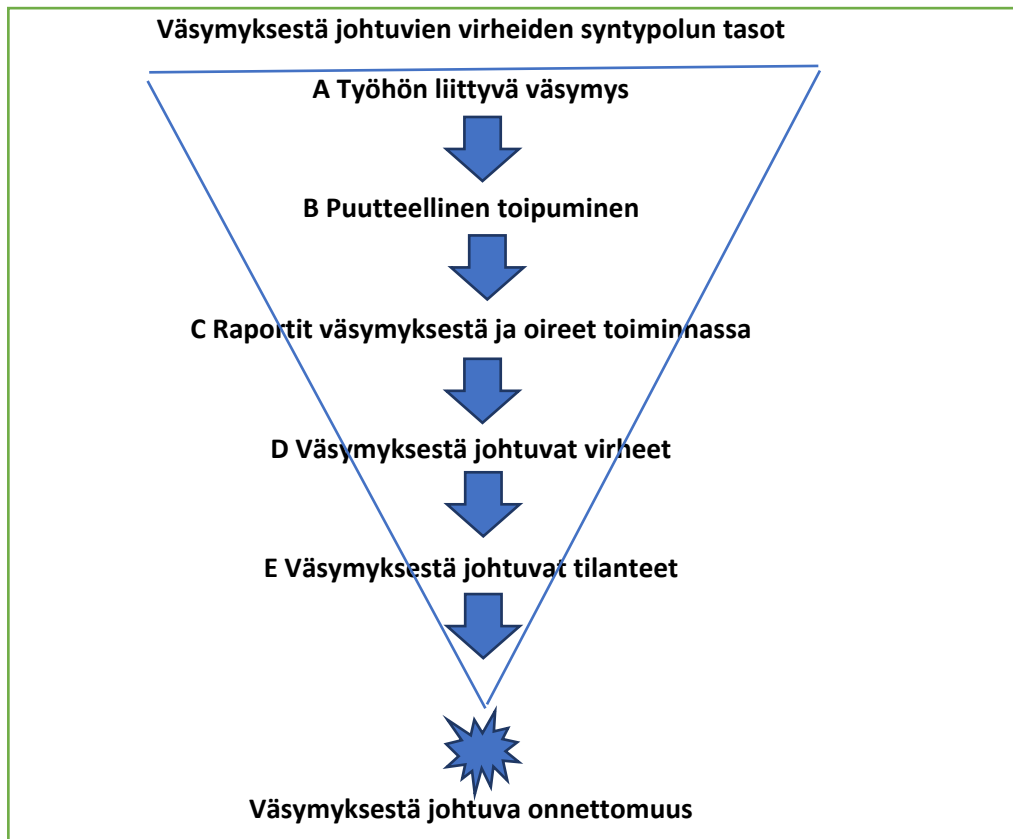 Väsymyksestä johtuvien virheiden syntypolun tasot
A Työhön liittyvä väsymys
B Puutteellinen toipuminen
C Raportit väsymyksestä ja oireet toiminnassa
D Väsymyksestä johtuvat virheet
E Väsymyksestä johtuvat tilanteet
Väsymyksestä johtuva onnettomuus